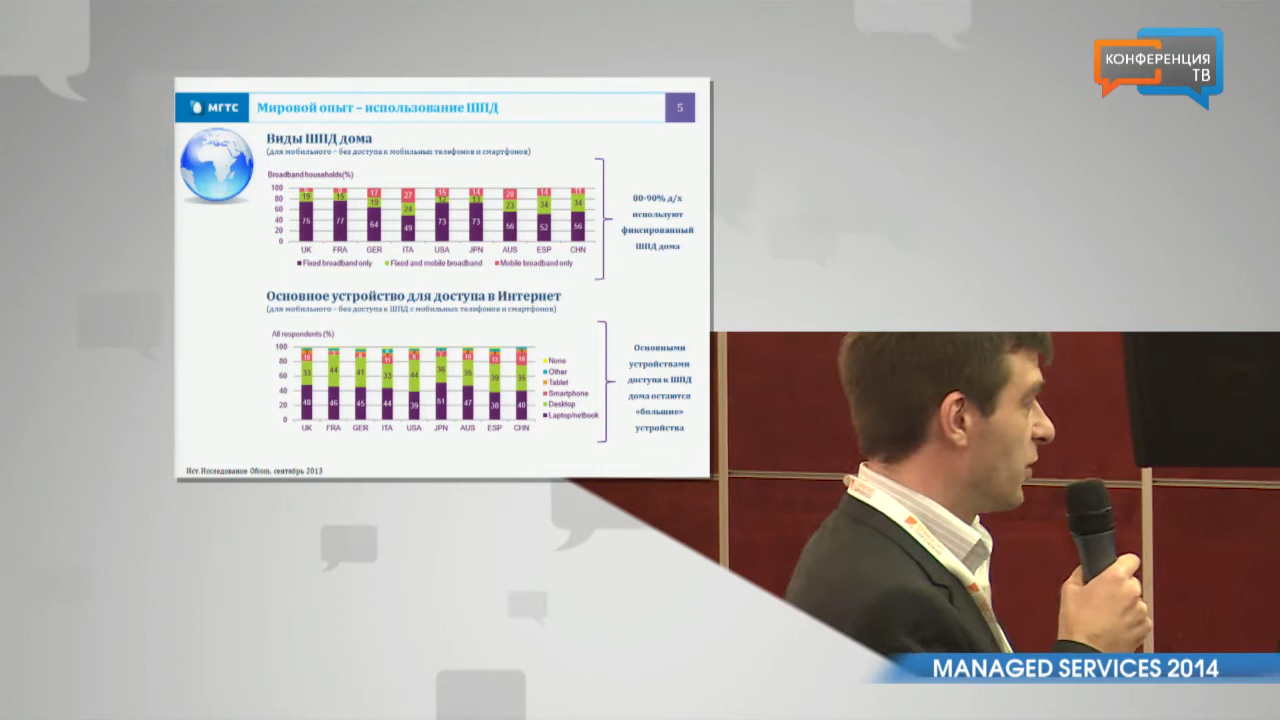 КОНФЕРЕНЦИЯ
ТВ
МГТС
Мировой опыт – использование ШПД
5
Виды ШПД дома
(для мобильного – без доступа к мобильных телефонов и смартфонов)
Broadband households(%)
100
80
60
40
20
0
19 15 17 27 15 14 20 14 11
19 24 12 13 23 34 34
75 77 64 49 73 73 56 52 56
UK FRA GER ITA USA JPN AUS ESP CHN
Fixed broadband only Fixed and mobile broadband Mobile broadband only
80-90% д/х
используют
фиксированный
ШПД дома
Основное устройство для доступа в Интернет
(для мобильного – без доступа к ШПД с мобильных телефонов и смартфонов)
All respondents (%)
100
80
60
40
20
0
33 44 41 33 44 36 35 39 35
48 46 45 44 39 51 47 38 40
UK FRA GER ITA USA JPN AUS ESP CHN
None
Other
Tablet
Smartphone
Desktop
Laptop/netbook
Основными
устройствами
доступа к ШПД
дома остаются
«большие»
устройства
Ист. Исследование Ofcom, сентябрь 2013
MANAGED SERVICES 2014